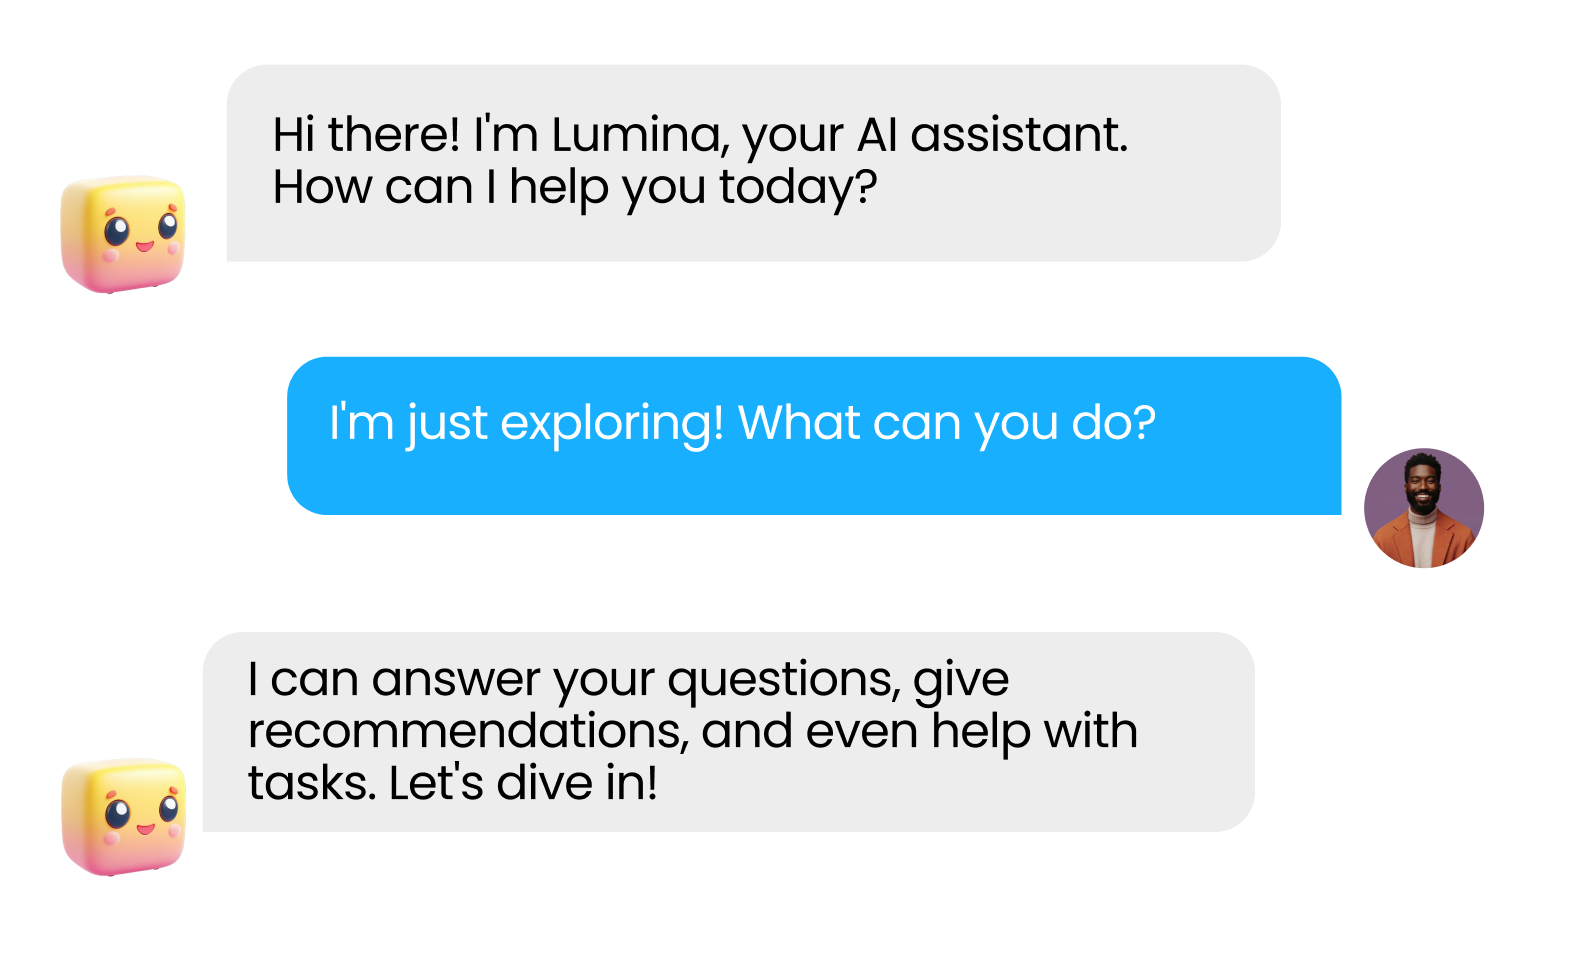 Hi there! I'm Lumina, your AI assistant.
How can I help you today?
I'm just exploring! What can you do?
I can answer your questions, give
recommendations, and even help with
tasks. Let's dive in!